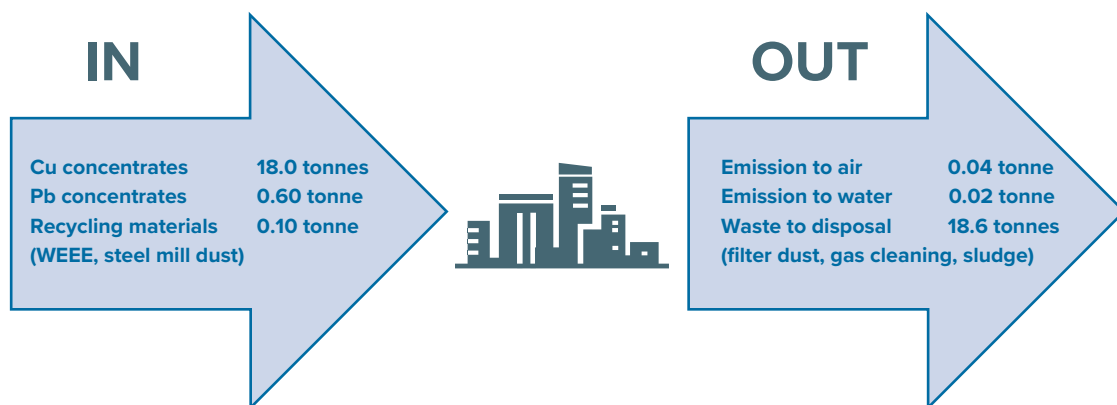 IN
Cu concentrates 18.0 tonnes
Pb concentrates 0.60 tonne
Recycling materials 0.10 tonne
(WEEE, steel mill dust)
OUT
Emission to air 0.04 tonne
Emission to water 0.02 tonne
Waste to disposal 18.6 tonnes
(filter dust, gas cleaning, sludge)